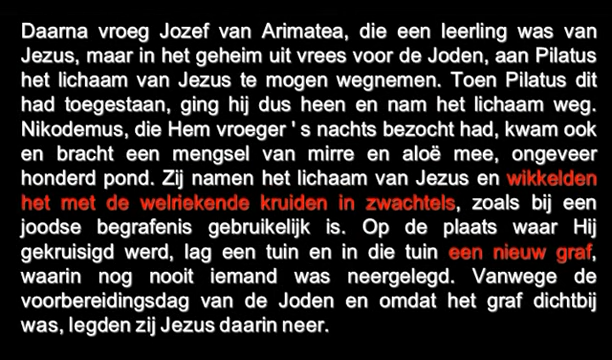 Daarna vroeg Jozef van Arimatea, die een leerling was van
Jezus, maar in het geheim uit vrees voor de Joden, aan Pilatus
het lichaam van Jezus te mogen wegnemen. Toen Pilatus dit
had toegestaan, ging hij dus heen en nam het lichaam weg.
Nikodemus, die Hem vroeger ' s nachts bezocht had, kwam ook
en bracht een mengsel van mirre en aloë mee, ongeveer
honderd pond. Zij namen het lichaam van Jezus en wikkelden
het met de welriekende kruiden in zwachtels, zoals bij een
joodse begrafenis gebruikelijk is. Op de plaats waar Hij
gekruisigd werd, lag een tuin en in die tuin een nieuw graf,
waarin nog nooit iemand was neergelegd. Vanwege de
voorbereidingsdag van de Joden en omdat het graf dichtbij
was, legden zij Jezus daarin neer.